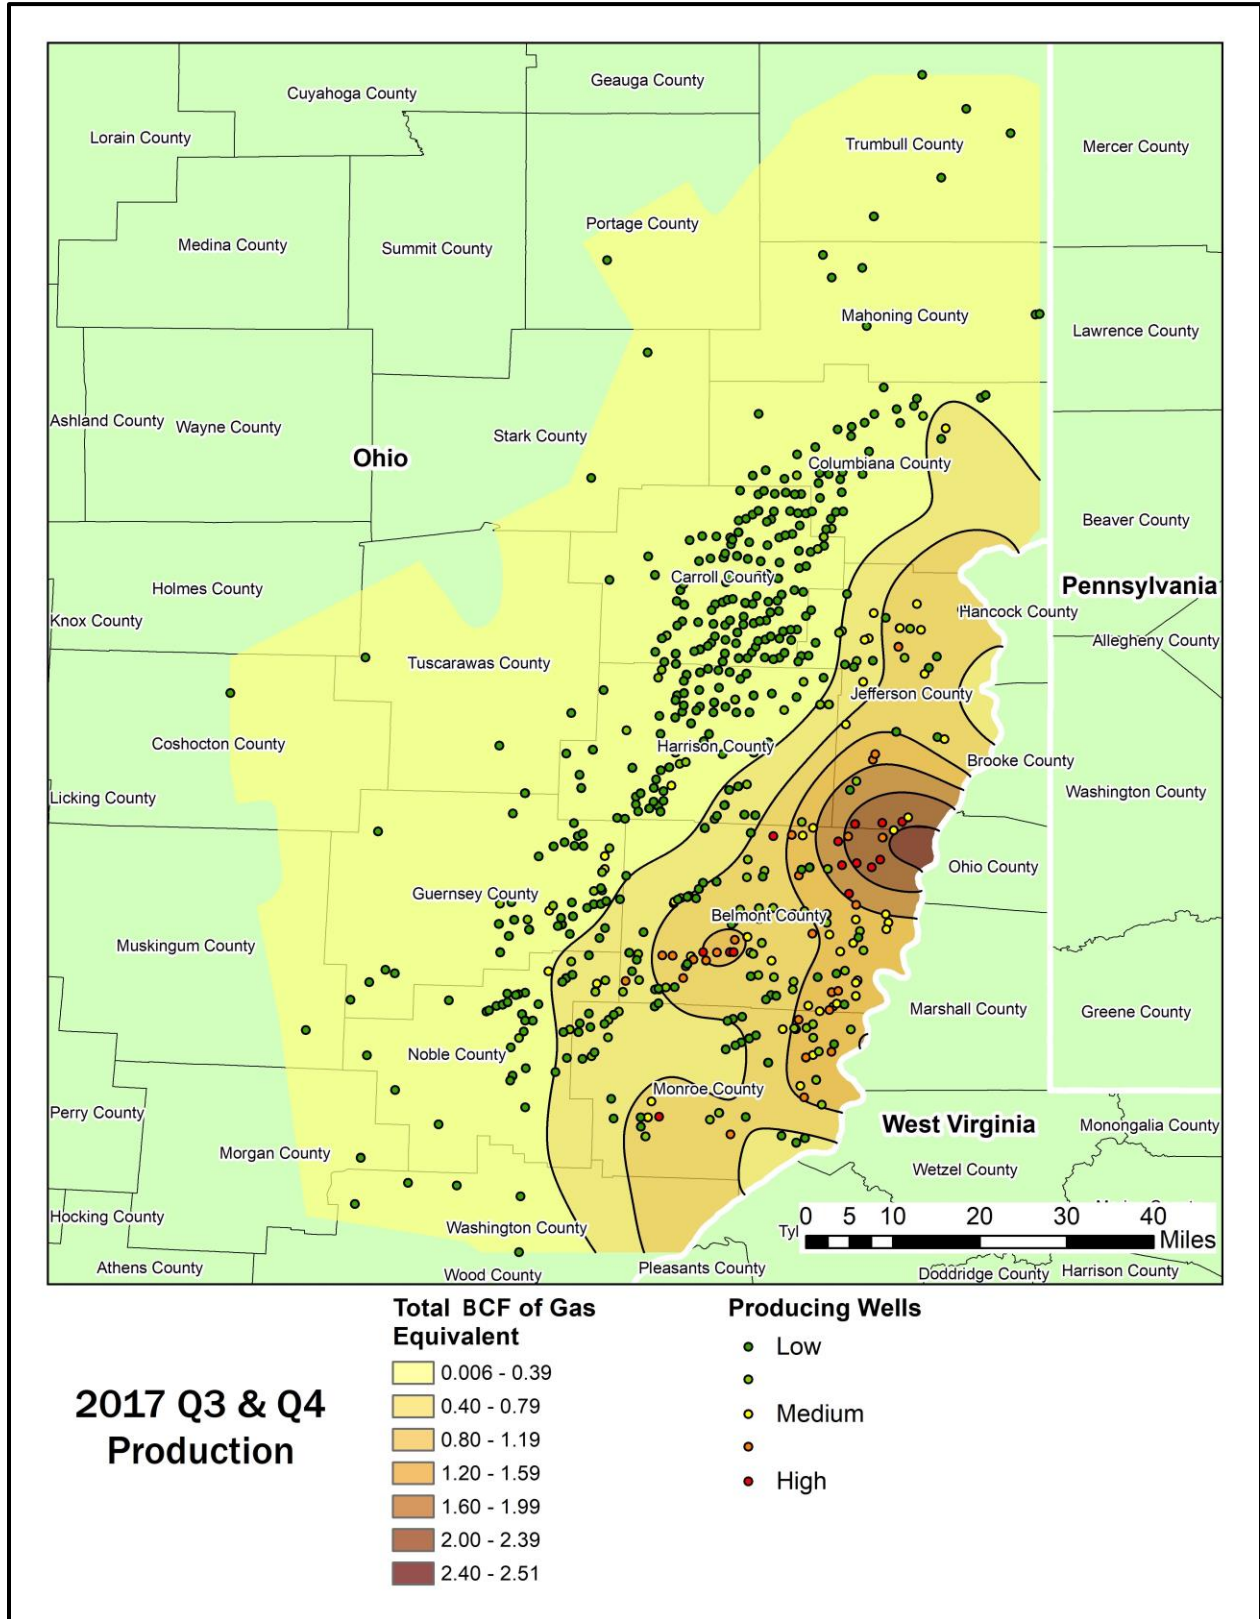 Geauga County
Cuyahoga County
Lorain County
Trumbull County
Mercer County
Portage County
Medina County
Summit County
Mahoning County
Lawrence County
Ashland County
Wayne County
Stark County
Ohio
Columbiana County
Beaver County
Carroll County
Pennsylvania
Holmes County
Hancock County
Knox County
Allegheny County
Tuscarawas County
Jefferson County
Coshocton County
Harrison County
Brooke County
Licking County
Washington County
Ohio County
Guernsey County
Belmont County
Muskingum County
Marshall County
Greene County
Noble County
Monroe County
Perry County
West Virginia
Monongalia County
Morgan County
Wetzel County
Hocking County
Washington County
0 5 10 20 30 40
Miles
Athens County
Wood County
Pleasants County
Doddridge County
Harrison County
Total BCF of Gas
Equivalent
0.006 - 0.39
0.40 - 0.79
0.80 - 1.19
1.20 - 1.59
1.60 - 1.99
2.00 - 2.39
2.40 - 2.51
Producing Wells
Low
Medium
High
2017 Q3 & Q4
Production